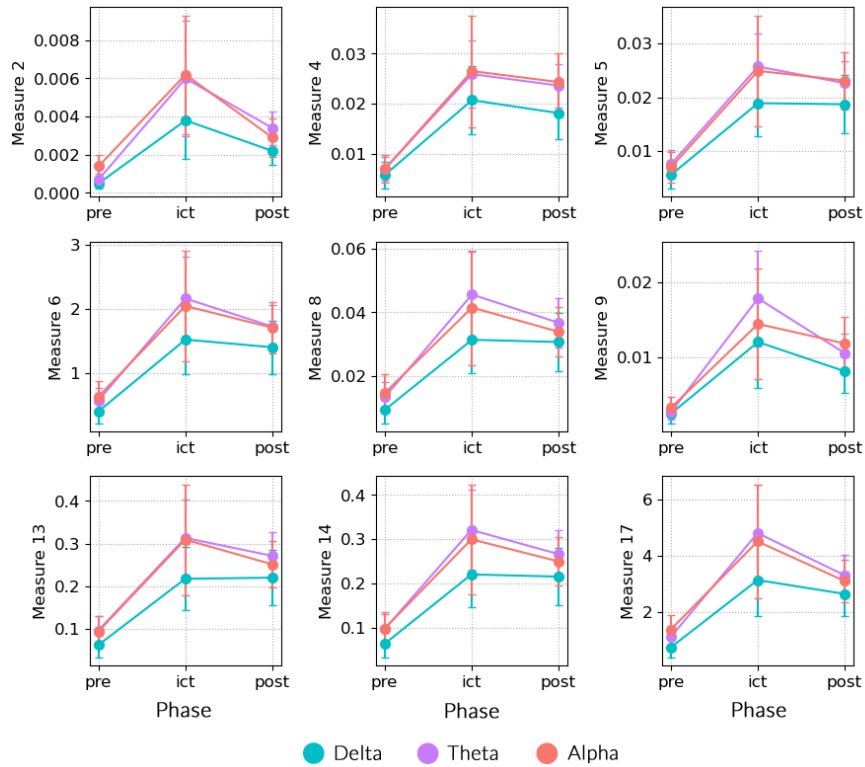 Measure 2
0.008
0.006
0.004
0.002
0.000
pre ict post
Measure 4
0.03
0.02
0.01
pre ict post
Measure 5
0.03
0.02
0.01
pre ict post
Measure 6
3
2
1
pre ict post
Measure 8
0.06
0.04
0.02
pre ict post
Measure 9
0.02
0.01
pre ict post
Measure 13
0.4
0.3
0.2
0.1
pre ict post
Phase
Measure 14
0.4
0.3
0.2
0.1
pre ict post
Phase
Measure 17
6
4
2
pre ict post
Phase
Delta Theta Alpha